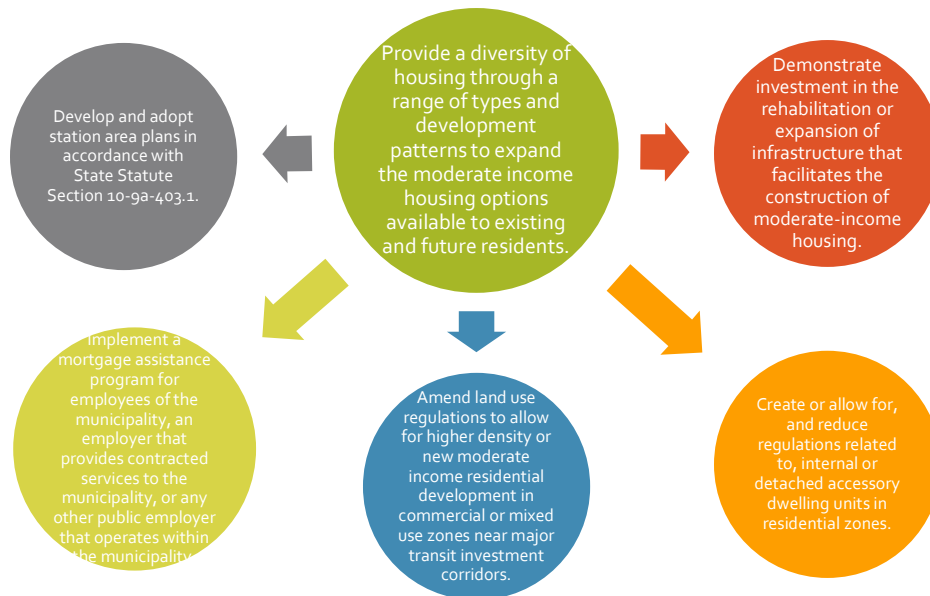 Provide a diversity of
housing through a
range of types and
development
patterns to expand
the moderate income
housing options
available to existing
and future residents.
Develop and adopt
station area plans in
accordance with
State Statute
Section 10-9a-403.1.
Demonstrate
investment in the
rehabilitation or
expansion of
infrastructure that
facilitates the
construction of
moderate-income
housing.
Implement a
mortgage assistance
program for
employees of the
municipality, an
employer that
provides contracted
services to the
municipality, or any
other public employer
that operates within
the municipality.
Amend land use
regulations to allow
for higher density or
new moderate
income residential
development in
commercial or mixed
use zones near major
transit investment
corridors.
Create or allow for,
and reduce
regulations related
to, internal or
detached accessory
dwelling units in
residential zones.